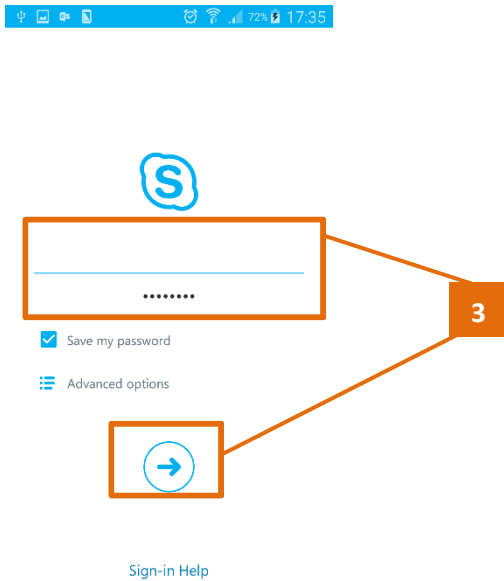 72% 17:35
S
••••••••
3
Save my password
Advanced options
Sign-in Help